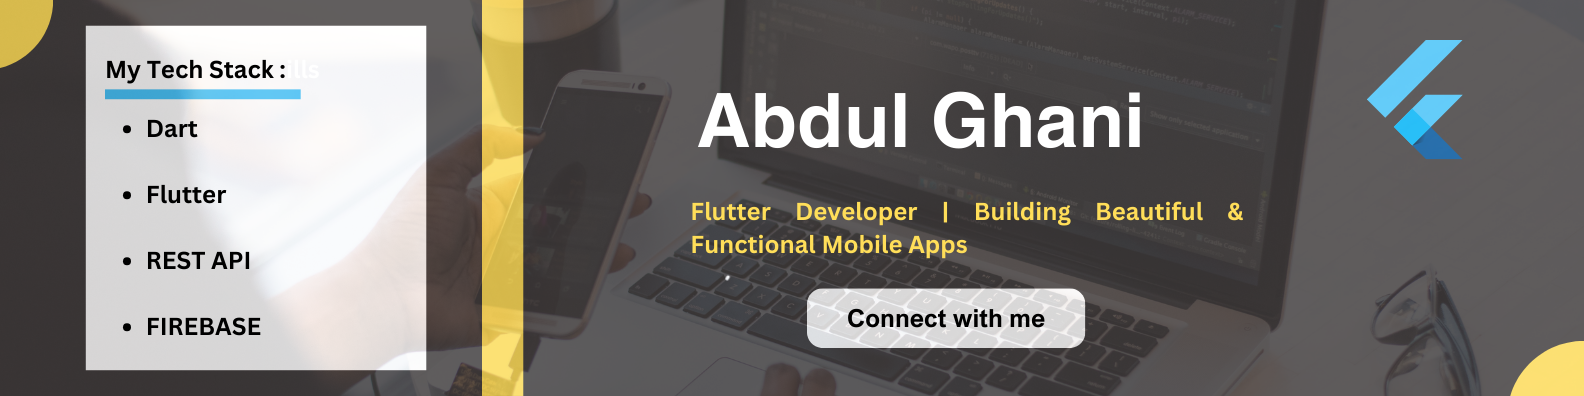 My Tech Stack :ills
Dart
Flutter
REST API
FIREBASE
Abdul Ghani
Flutter Developer | Building Beautiful &
Functional Mobile Apps
Connect with me